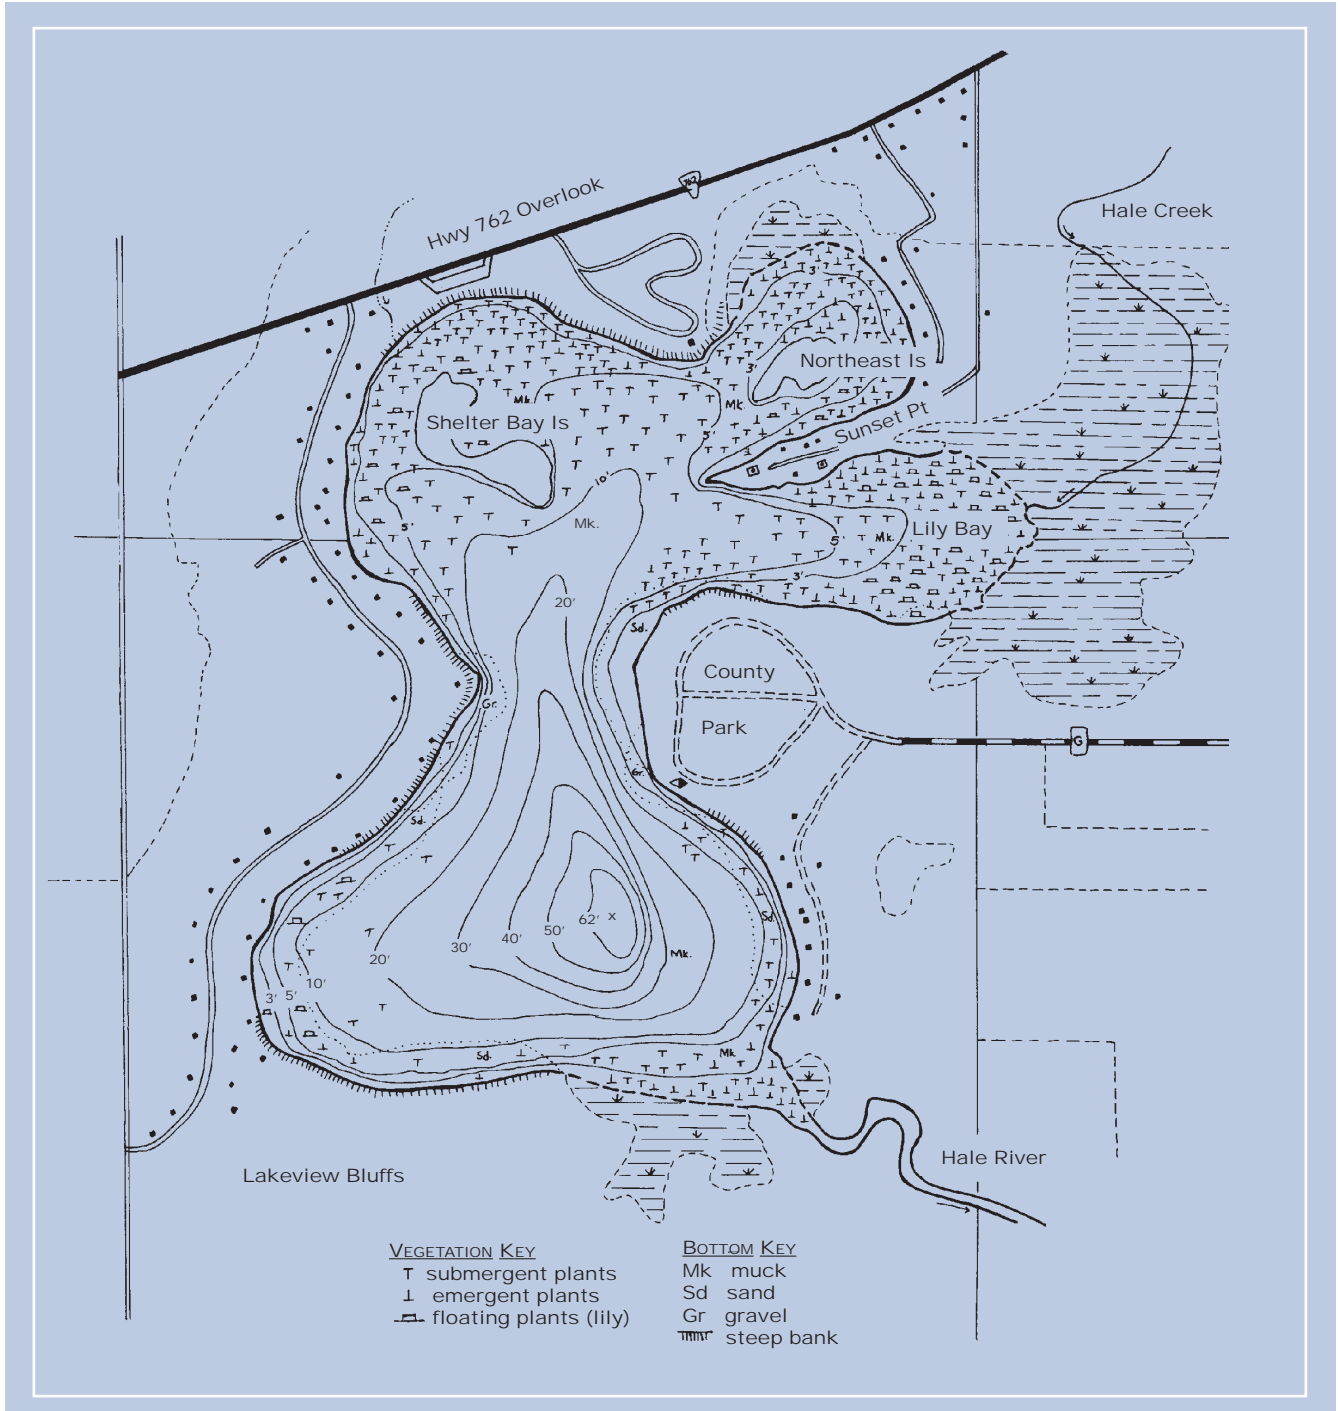 762
Hwy 762 Overlook
Hale Creek
3'
Northeast Is
3'
Mk.
Mk.
Shelter Bay Is
Sunset Pt
5'
10'
Mk.
5'
Lily Bay
5'
Mk.
3'
20'
Sd.
County
Park
Gr.
G
Gr.
Sd.
62' x
50'
40'
30'
20'
Sd.
Mk.
10'
5'
3'
Sd.
Mk.
Hale River
Lakeview Bluffs
VEGETATION KEY
T submergent plants
⊥ emergent plants
floating plants (lily)
BOTTOM KEY
Mk muck
Sd sand
Gr gravel
steep bank